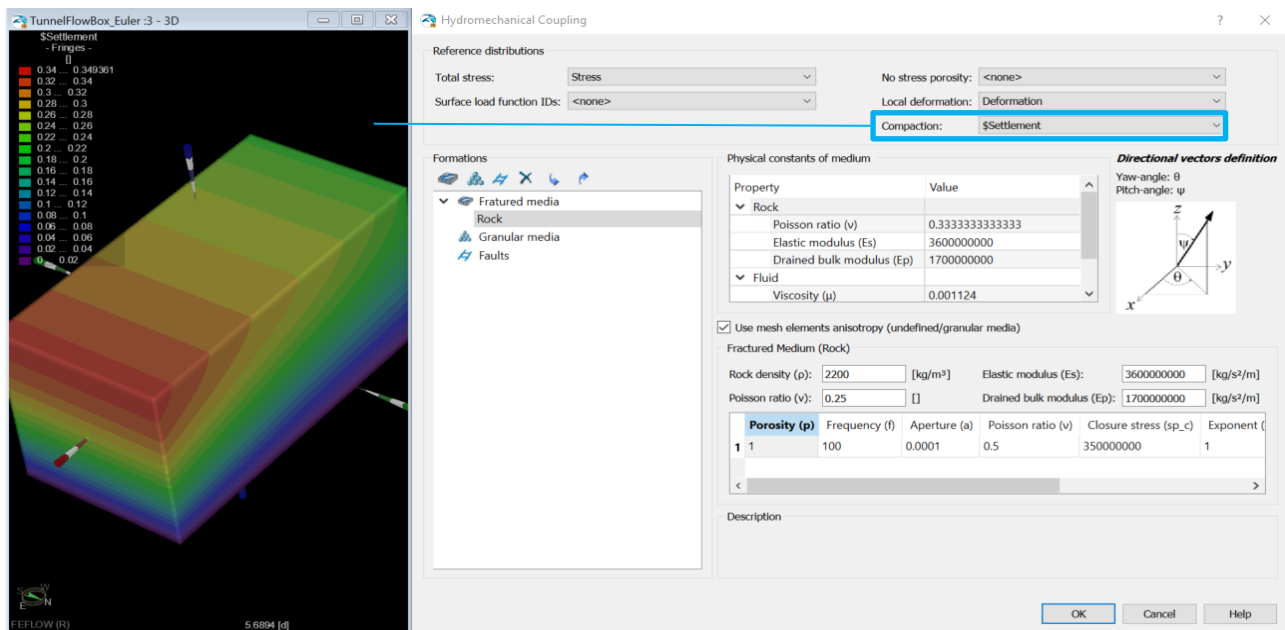 TunnelFlowBox_Euler :3 - 3D
$Settlement
- Fringes -
[]
0.34 ... 0.349361
0.32 ... 0.34
0.3 ... 0.32
0.28 ... 0.3
0.26 ... 0.28
0.24 ... 0.26
0.22 ... 0.24
0.2 ... 0.22
0.18 ... 0.2
0.16 ... 0.18
0.14 ... 0.16
0.12 ... 0.14
0.1 ... 0.12
0.08 ... 0.1
0.06 ... 0.08
0.04 ... 0.06
0.02 ... 0.04
0 ... 0.02
S W
E N
FEFLOW (R) 5.6894 [d]
Hydromechanical Coupling ?
Reference distributions
Total stress: Stress No stress porosity: <none>
Surface load function IDs: <none> Local deformation: Deformation
Compaction: $Settlement
Formations
Fratured media
Rock
Granular media
Faults
Physical constants of medium
Property Value
Rock
Poisson ratio (ν) 0.3333333333333
Elastic modulus (Es) 3600000000
Drained bulk modulus (Ep) 1700000000
Fluid
Viscosity (μ) 0.001124
Directional vectors definition
Yaw-angle: θ
Pitch-angle: ψ
z
ψ
y
θ
x
Use mesh elements anisotropy (undefined/granular media)
Fractured Medium (Rock)
Rock density (ρ): 2200 [kg/m³] Elastic modulus (Es): 3600000000 [kg/s²/m]
Poisson ratio (ν): 0.25 [] Drained bulk modulus (Ep): 1700000000 [kg/s²/m]
Porosity (p) Frequency (f) Aperture (a) Poisson ratio (ν) Closure stress (sp_c) Exponent (
1 1 100 0.0001 0.5 350000000 1
Description
OK Cancel Help